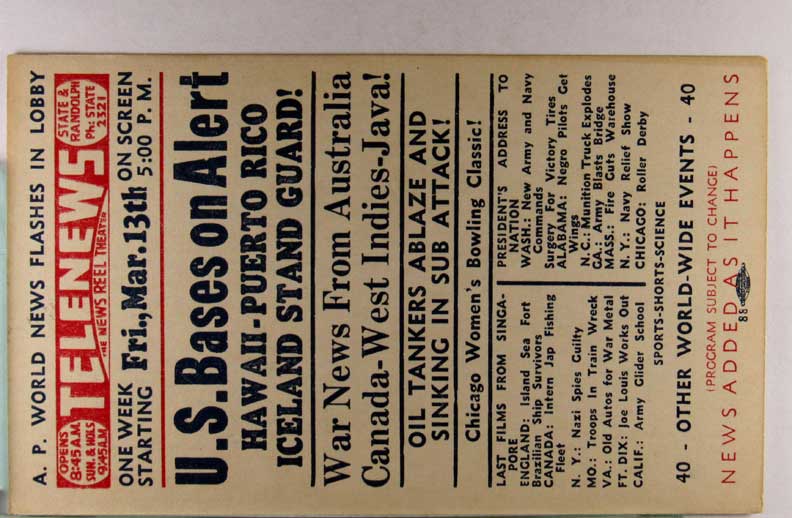 A. P. WORLD NEWS FLASHES IN LOBBY
OPENS
8:45 A.M.
SUN. & HOLS
9:45 A.M.
TELENEWS
THE NEWS REEL THEATER
STATE &
RANDOLPH
Ph: STATE
2321
ONE WEEK
STARTING
Fri., Mar. 13th
ON SCREEN
5:00 P. M.
U.S. Bases on Alert
HAWAII-PUERTO RICO
ICELAND STAND GUARD!
War News From Australia
Canada-West Indies-Java!
OIL TANKERS ABLAZE AND
SINKING IN SUB ATTACK!
Chicago Women's Bowling Classic!
LAST FILMS FROM SINGA-
PORE
ENGLAND: Island Sea Fort
Brazilian Ship Survivors
CANADA: Intern Jap Fishing
Fleet
N. Y.: Nazi Spies Guilty
MO.: Troops In Train Wreck
VA.: Old Autos for War Metal
FT. DIX: Joe Louis Works Out
CALIF.: Army Glider School
PRESIDENT'S ADDRESS TO
NATION
WASH.: New Army and Navy
Commands
Surgery For Victory Tires
ALABAMA: Negro Pilots Get
Wings
N. C.: Munition Truck Explodes
GA.: Army Blasts Bridge
MASS.: Fire Guts Warehouse
N. Y.: Navy Relief Show
CHICAGO: Roller Derby
SPORTS-SHORTS-SCIENCE
40 - OTHER WORLD-WIDE EVENTS - 40
(PROGRAM SUBJECT TO CHANGE)
NEWS ADDED AS IT HAPPENS
88